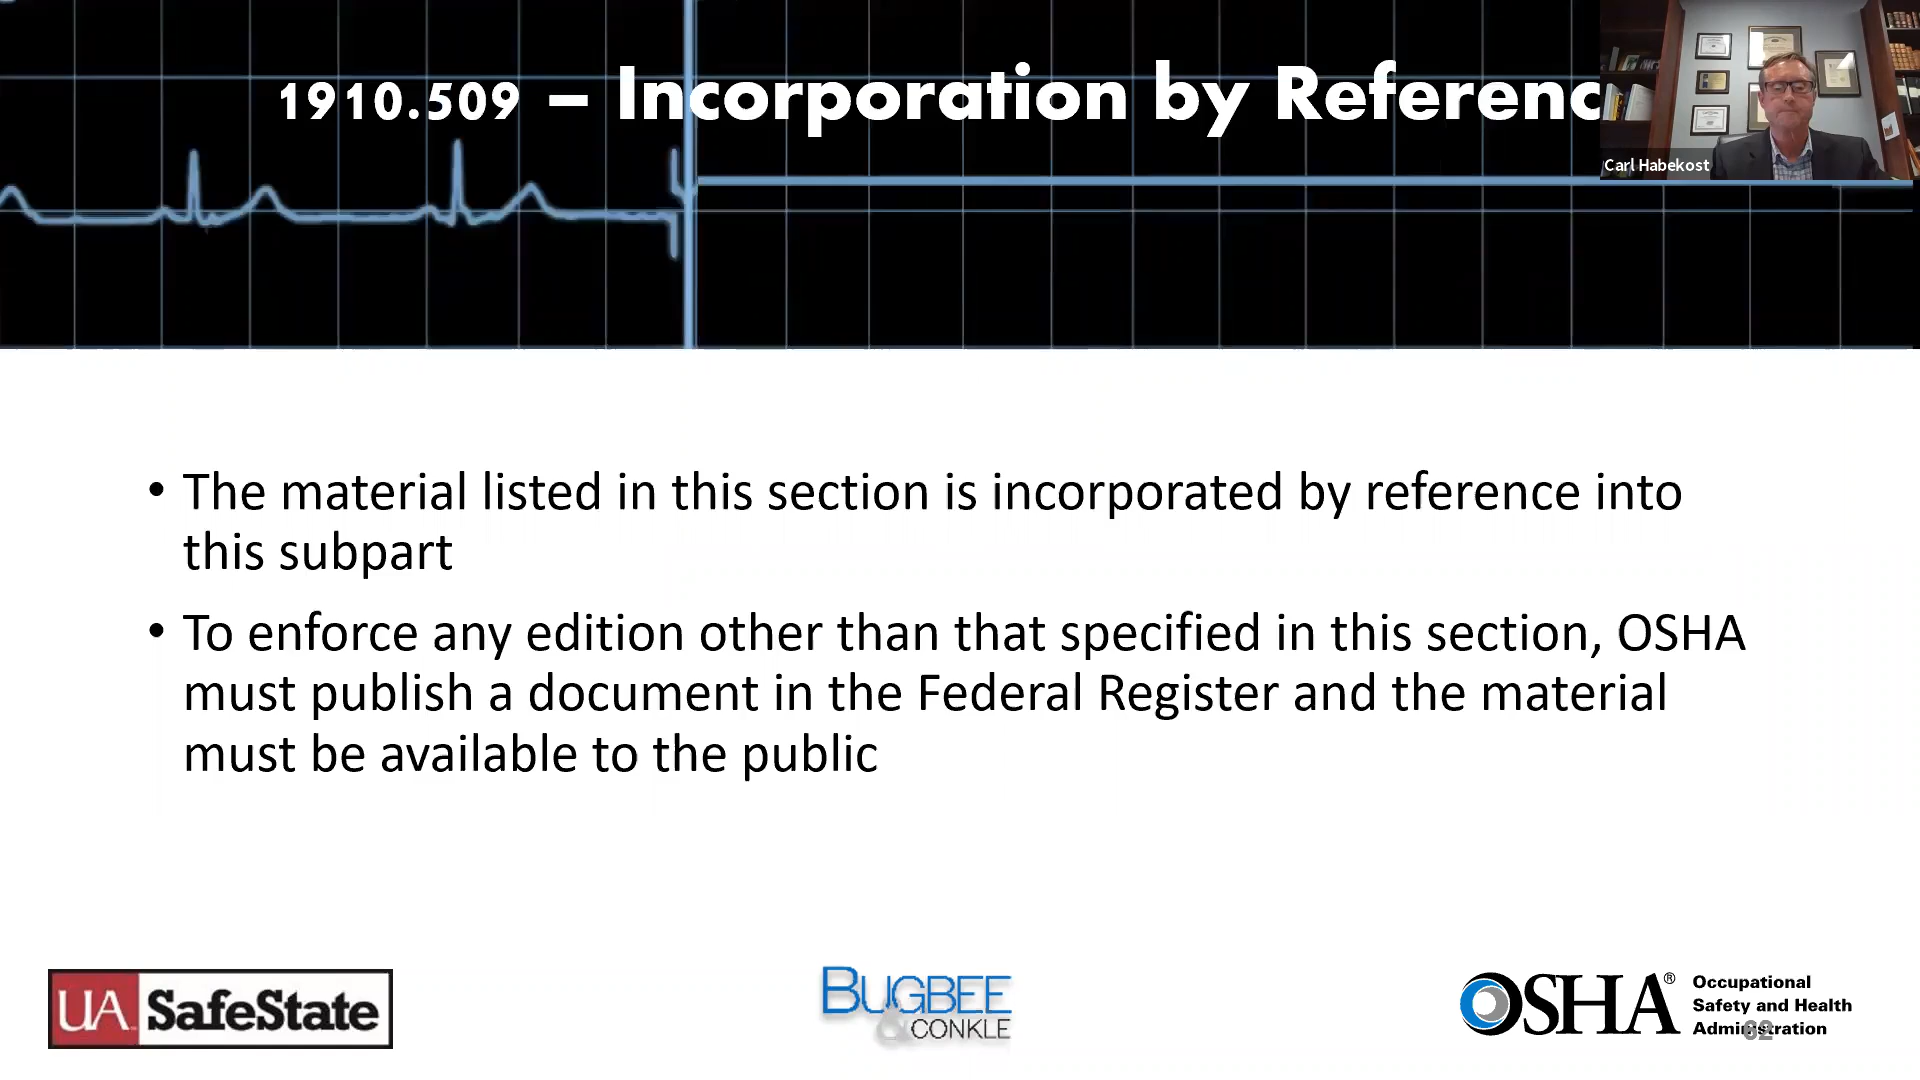 1910.509 – Incorporation by Referenc
Carl Habekost
• The material listed in this section is incorporated by reference into
this subpart
• To enforce any edition other than that specified in this section, OSHA
must publish a document in the Federal Register and the material
must be available to the public
UA SafeState
BUGBEE
& CONKLE
OSHA®
Occupational
Safety and Health
Administration
62